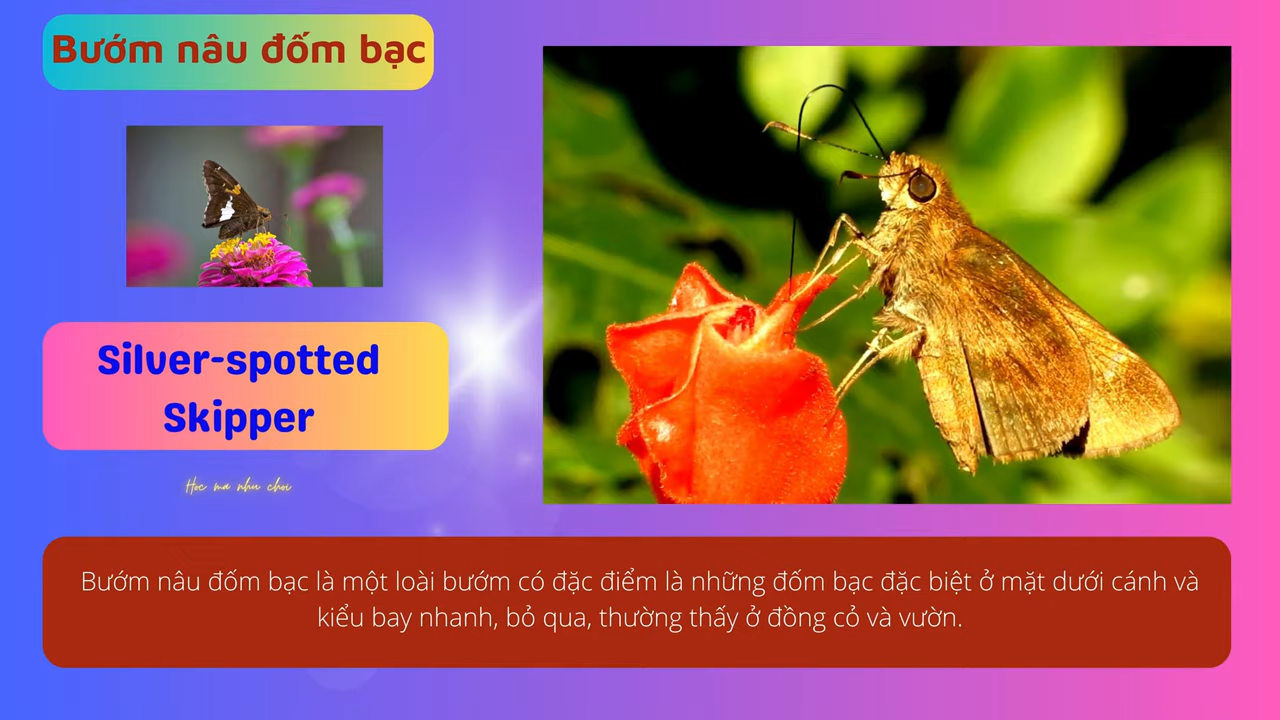 Bướm nâu đốm bạc
Silver-spotted
Skipper
Học mà như chơi
Bướm nâu đốm bạc là một loài bướm có đặc điểm là những đốm bạc đặc biệt ở mặt dưới cánh và
kiểu bay nhanh, bỏ qua, thường thấy ở đồng cỏ và vườn.